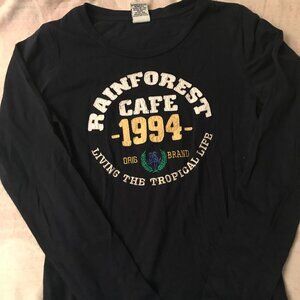 RAINFOREST
CAFE
-1994-
ORIG BRAND
LIVING THE TROPICAL LIFE